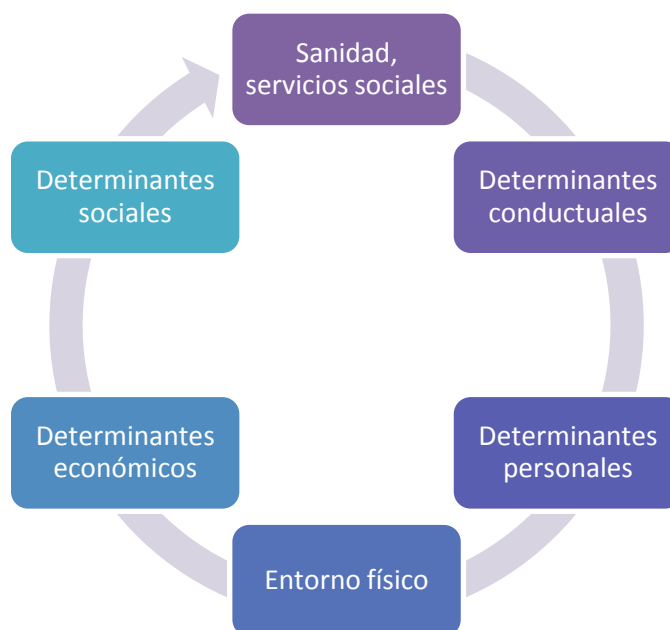 Sanidad,
servicios sociales
Determinantes
conductuales
Determinantes
personales
Entorno físico
Determinantes
económicos
Determinantes
sociales